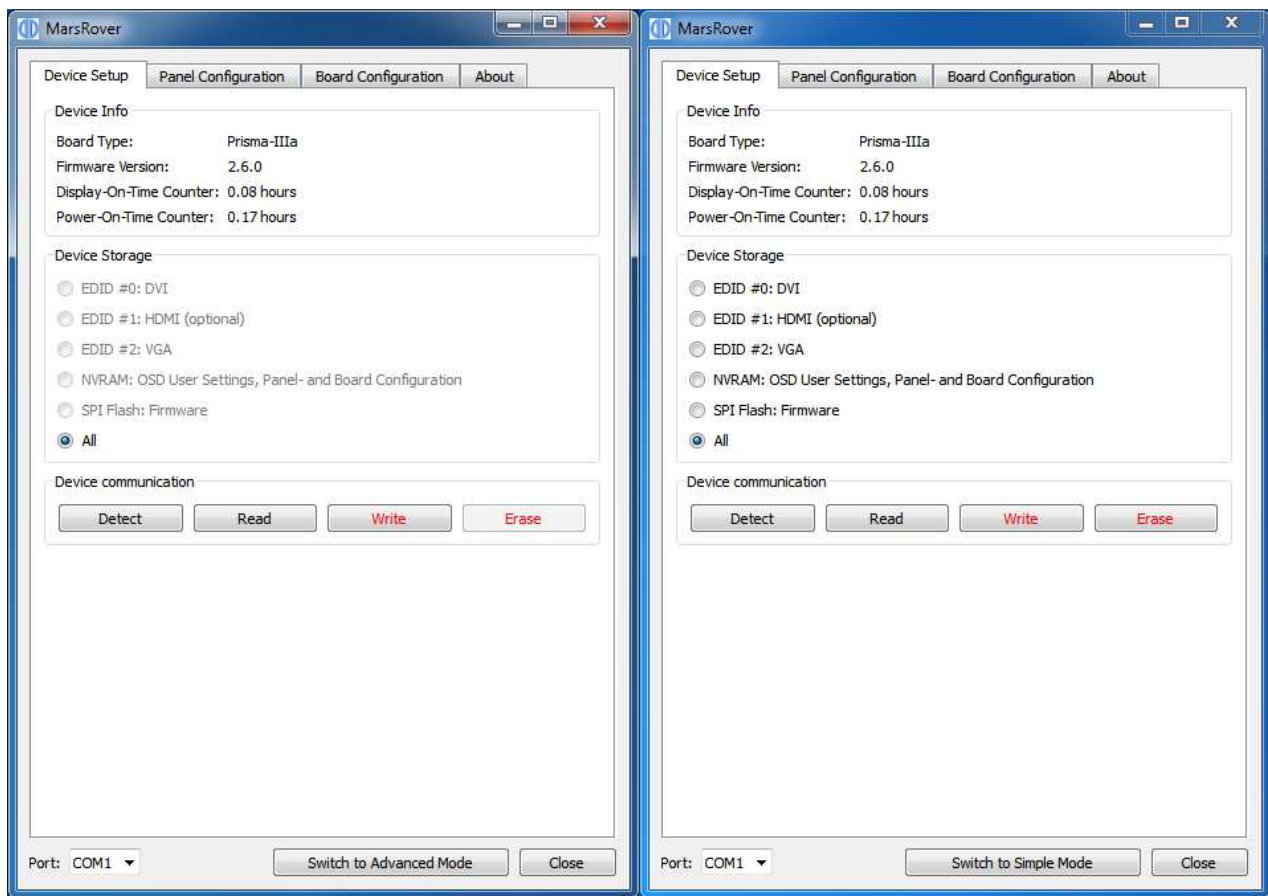 MarsRover
Device Setup Panel Configuration Board Configuration About
Device Info
Board Type: Prisma-IIIa
Firmware Version: 2.6.0
Display-On-Time Counter: 0.08 hours
Power-On-Time Counter: 0.17 hours
Device Storage
EDID #0: DVI
EDID #1: HDMI (optional)
EDID #2: VGA
NVRAM: OSD User Settings, Panel- and Board Configuration
SPI Flash: Firmware
All
Device communication
Detect Read Write Erase
Port: COM1 Switch to Advanced Mode Close
MarsRover
Device Setup Panel Configuration Board Configuration About
Device Info
Board Type: Prisma-IIIa
Firmware Version: 2.6.0
Display-On-Time Counter: 0.08 hours
Power-On-Time Counter: 0.17 hours
Device Storage
EDID #0: DVI
EDID #1: HDMI (optional)
EDID #2: VGA
NVRAM: OSD User Settings, Panel- and Board Configuration
SPI Flash: Firmware
All
Device communication
Detect Read Write Erase
Port: COM1 Switch to Simple Mode Close